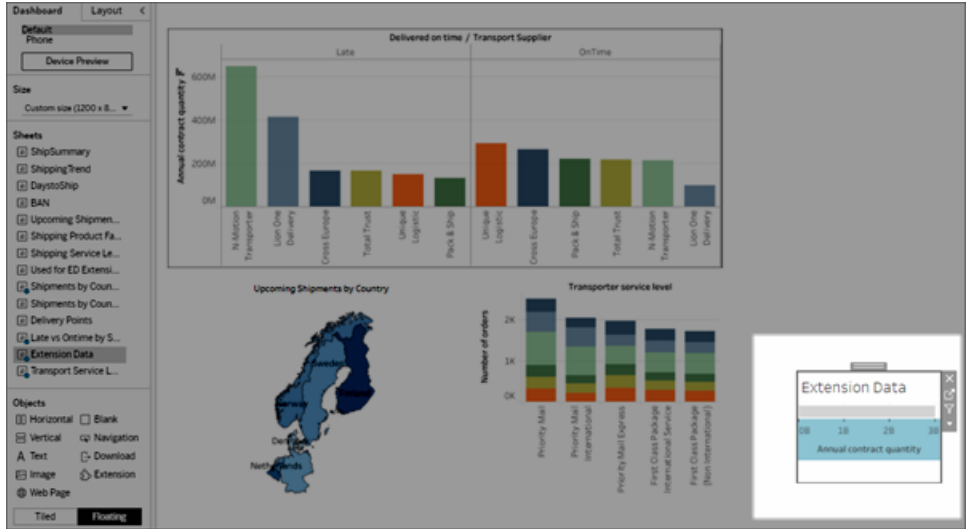 Dashboard Layout <
Default
Phone
Device Preview
Size
Custom size (1200 x 8...
Sheets
ShipSummary
ShippingTrend
DaystoShip
BAN
Upcoming Shipmen...
Shipping Product Fa...
Shipping Service Le...
Used for ED Extensi...
Shipments by Coun...
Shipments by Coun...
Delivery Points
Late vs Ontime by S...
Extension Data
Transport Service L...
Objects
Horizontal Blank
Vertical Navigation
A Text Download
Image Extension
Web Page
Tiled Floating
Delivered on time / Transport Supplier
Late OnTime
Annual contract quantity
600M
400M
200M
0M
N-Motion Transporter
Lion One Delivery
Cross Europe
Total Trust
Unique Logistic
Pack & Ship
Unique Logistic
Cross Europe
Pack & Ship
Total Trust
N-Motion Transporter
Lion One Delivery
Upcoming Shipments by Country
Sweden
Norway
Netherlands
Transporter service level
Number of orders
2K
1K
0K
Priority Mail
Priority Mail International
Priority Mail Express
First Class Package International Service
First Class Package (Non International)
Extension Data
0B 1B 2B 3B
Annual contract quantity